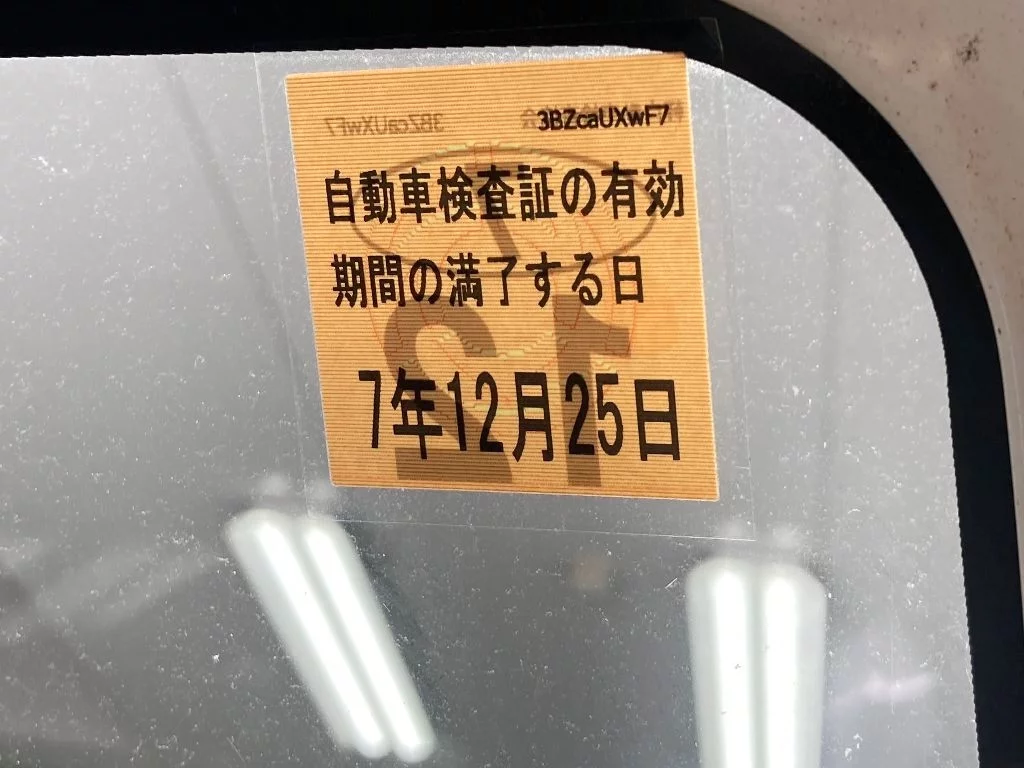 3BZcaUXwF7
自動車検査証の有効
期間の満了する日
7年12月25日